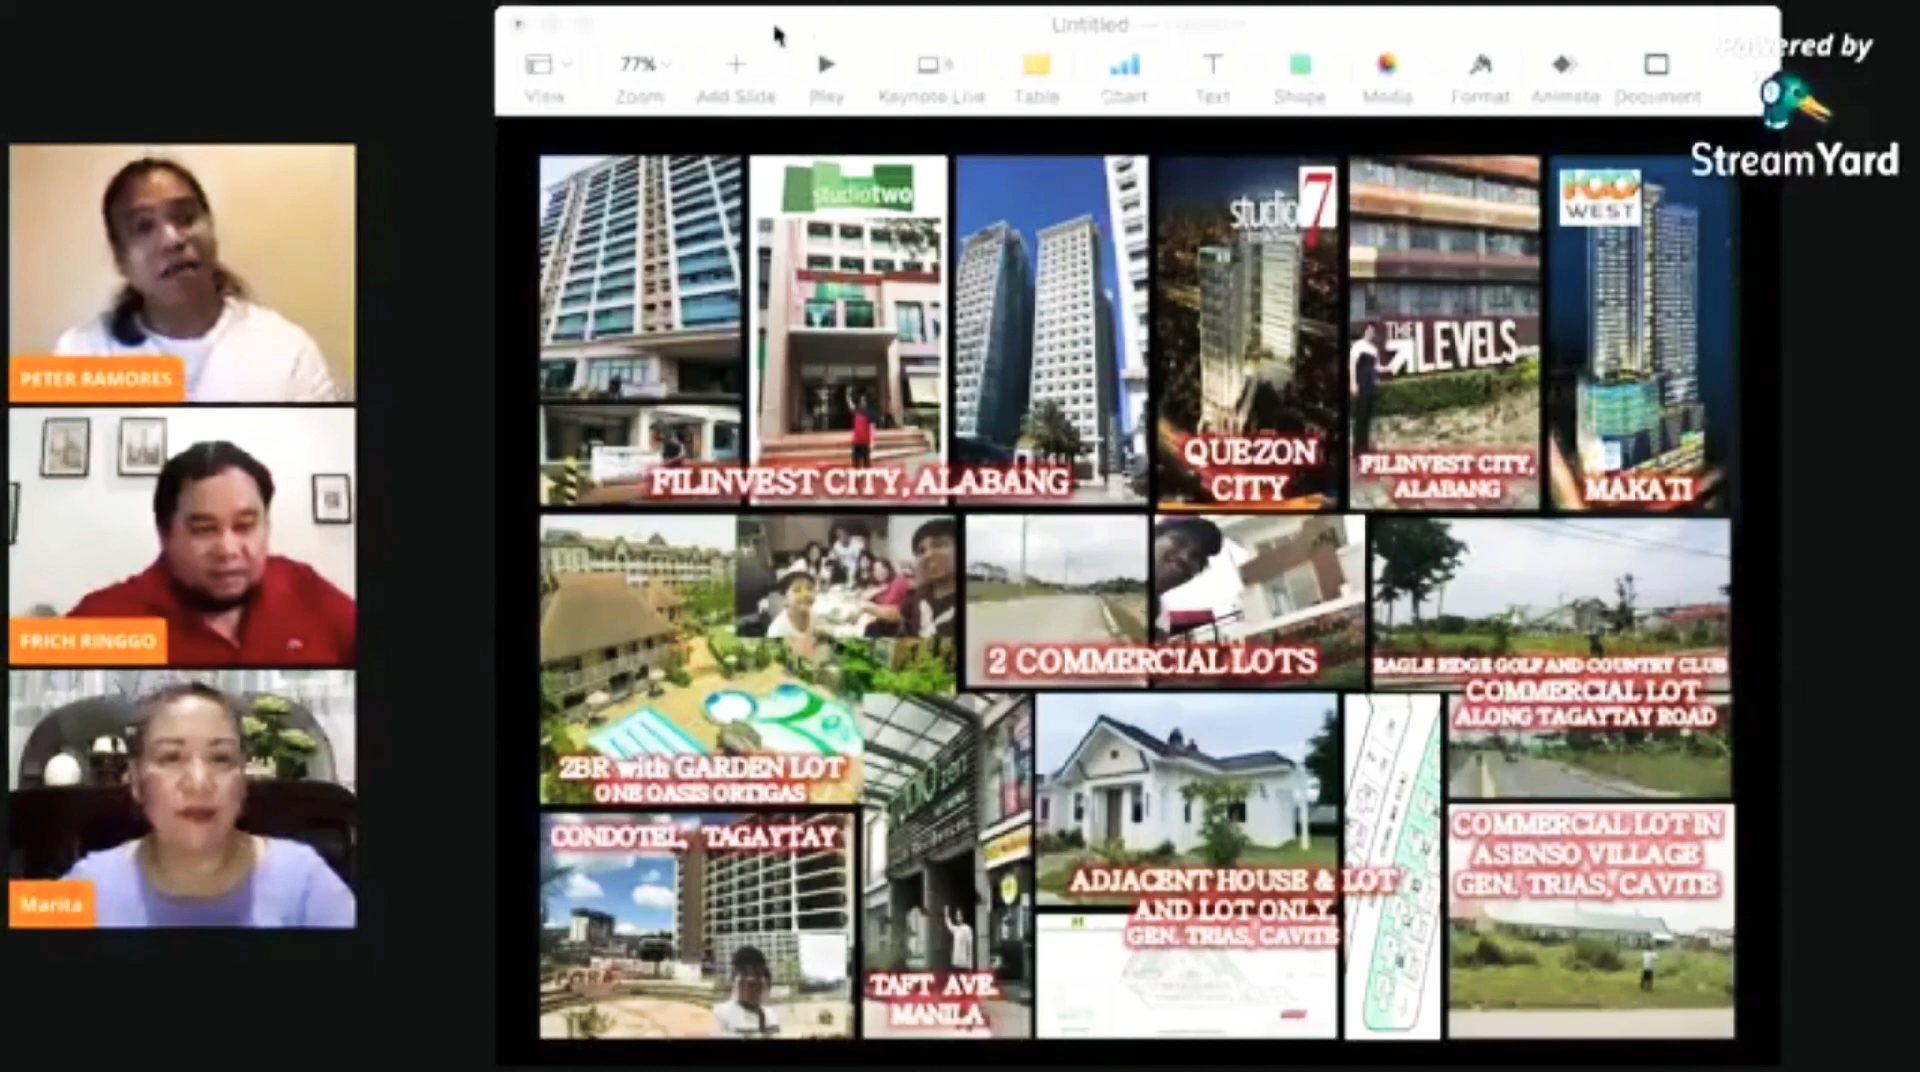 Untitled
77%
View
Zoom
Add Slide
Play
Keynote Live
Table
Chart
Text
Shape
Media
Format
Animate
Document
Powered by
StreamYard
PETER RAMORES
FRICH RINGGO
Marita
studiotwo
FILINVEST CITY, ALABANG
studio7
QUEZON
CITY
THE LEVELS
FILINVEST CITY,
ALABANG
WEST
MAKATI
2BR with GARDEN LOT
ONE OASIS ORTIGAS
2 COMMERCIAL LOTS
EAGLE RIDGE GOLF AND COUNTRY CLUB
COMMERCIAL LOT
ALONG TAGAYTAY ROAD
CONDOTEL, TAGAYTAY
TAFT AVE.
MANILA
ADJACENT HOUSE & LOT
AND LOT ONLY,
GEN. TRIAS, CAVITE
COMMERCIAL LOT IN
ASENSO VILLAGE
GEN. TRIAS, CAVITE